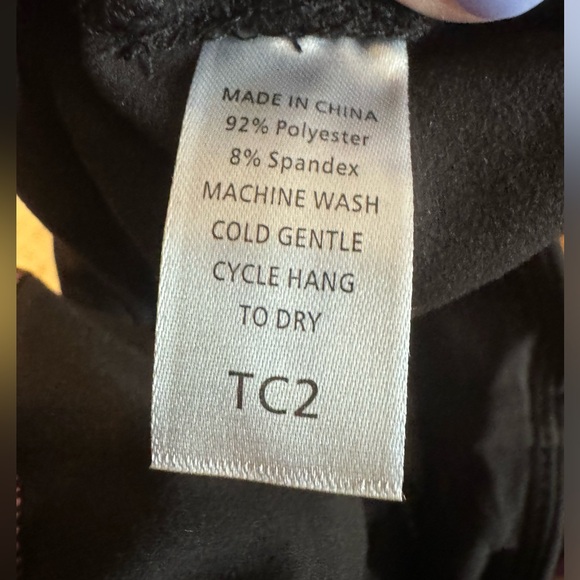 MADE IN CHINA
92% Polyester
8% Spandex
MACHINE WASH
COLD GENTLE
CYCLE HANG
TO DRY
TC2